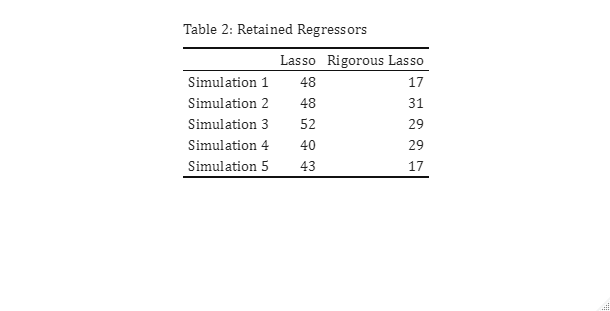 Table 2: Retained Regressors
Lasso Rigorous Lasso
Simulation 1 48 17
Simulation 2 48 31
Simulation 3 52 29
Simulation 4 40 29
Simulation 5 43 17